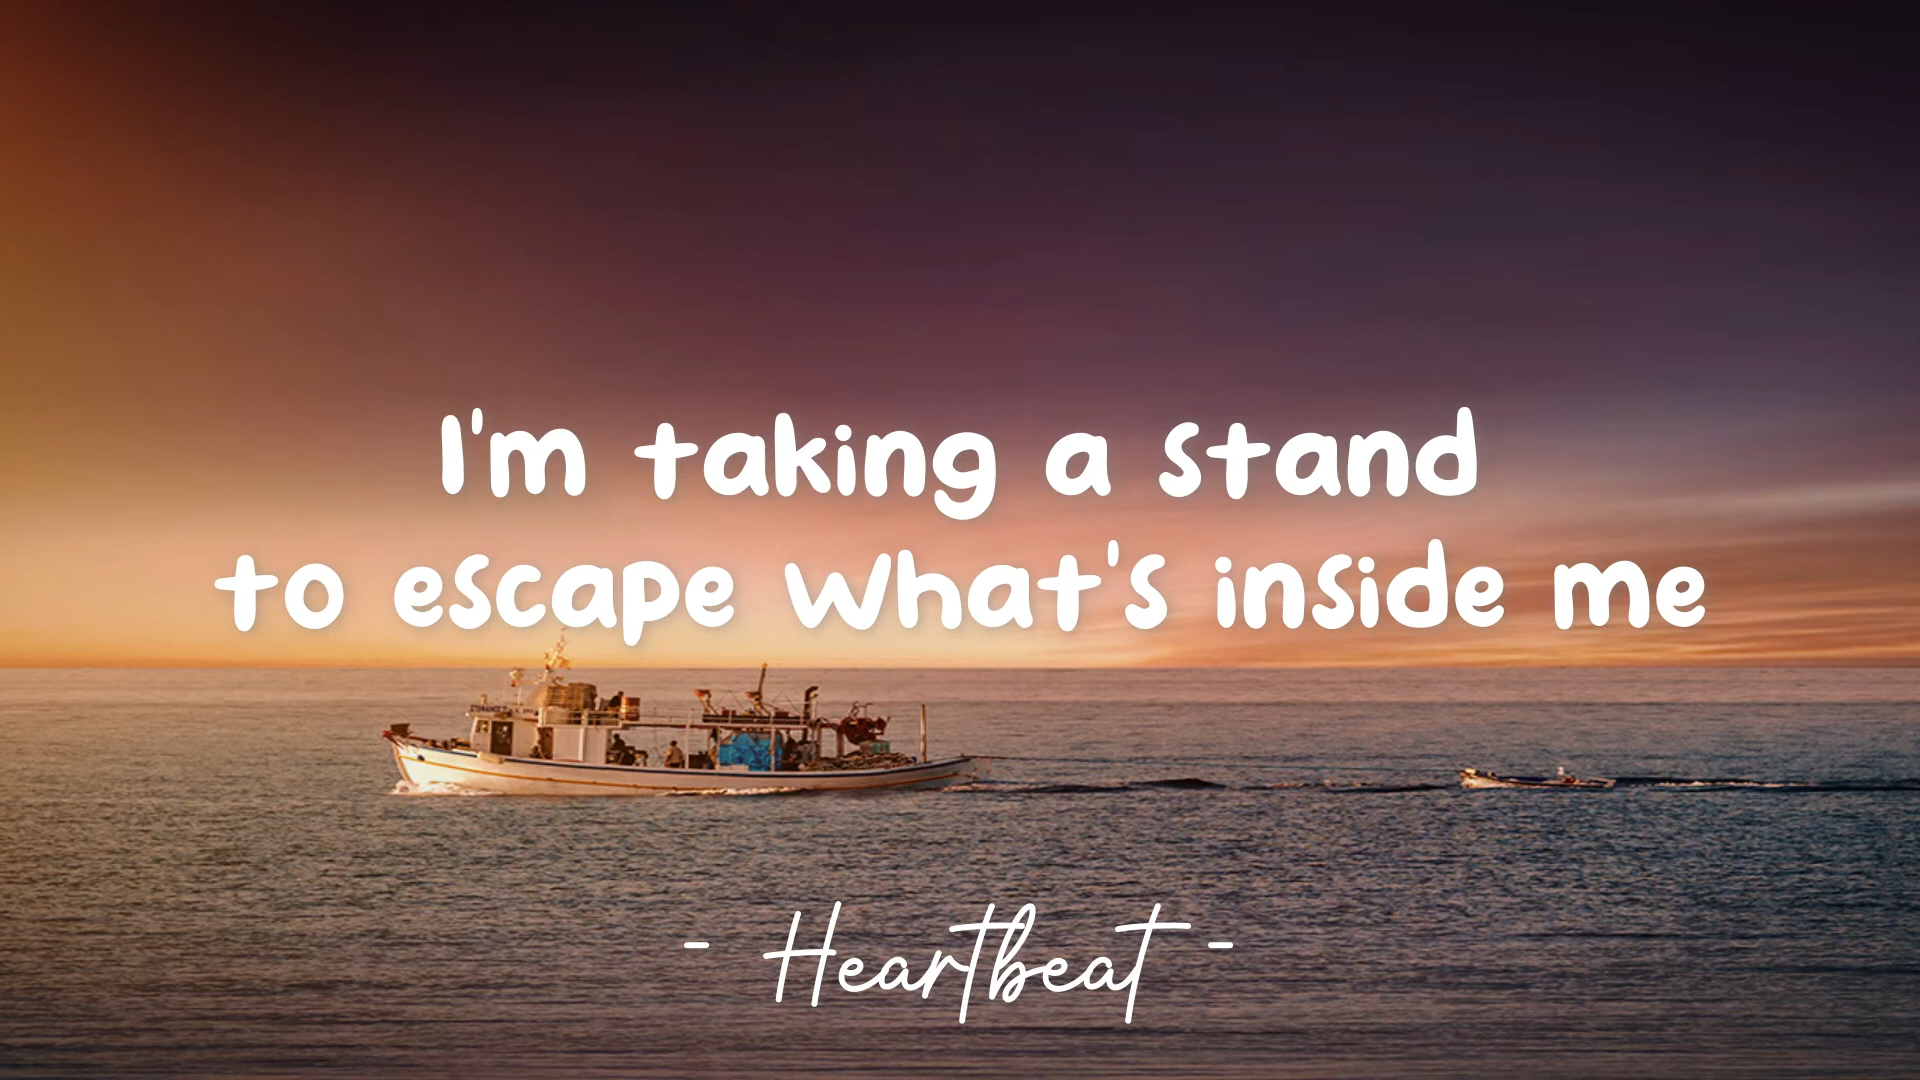 I'm taking a stand
to escape what's inside me
- Heartbeat -